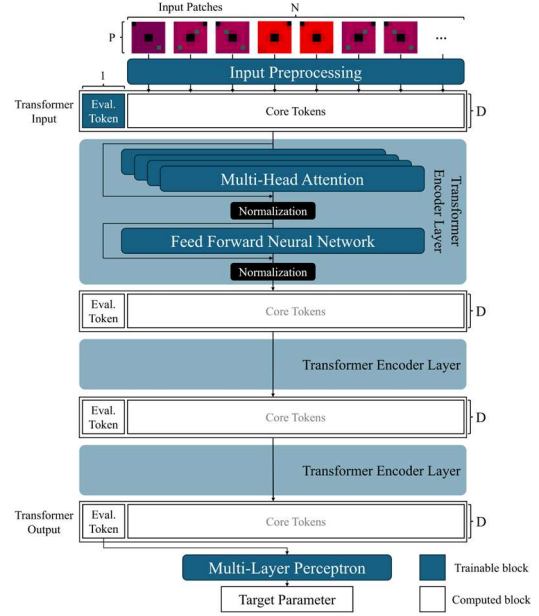 Input Patches
N
P
...
Input Preprocessing
1
Transformer
Input
Eval.
Token
Core Tokens
D
Multi-Head Attention
Normalization
Feed Forward Neural Network
Normalization
Transformer
Encoder Layer
Eval.
Token
Core Tokens
D
Transformer Encoder Layer
Eval.
Token
Core Tokens
D
Transformer Encoder Layer
Transformer
Output
Eval.
Token
Core Tokens
D
Multi-Layer Perceptron
Target Parameter
Trainable block
Computed block